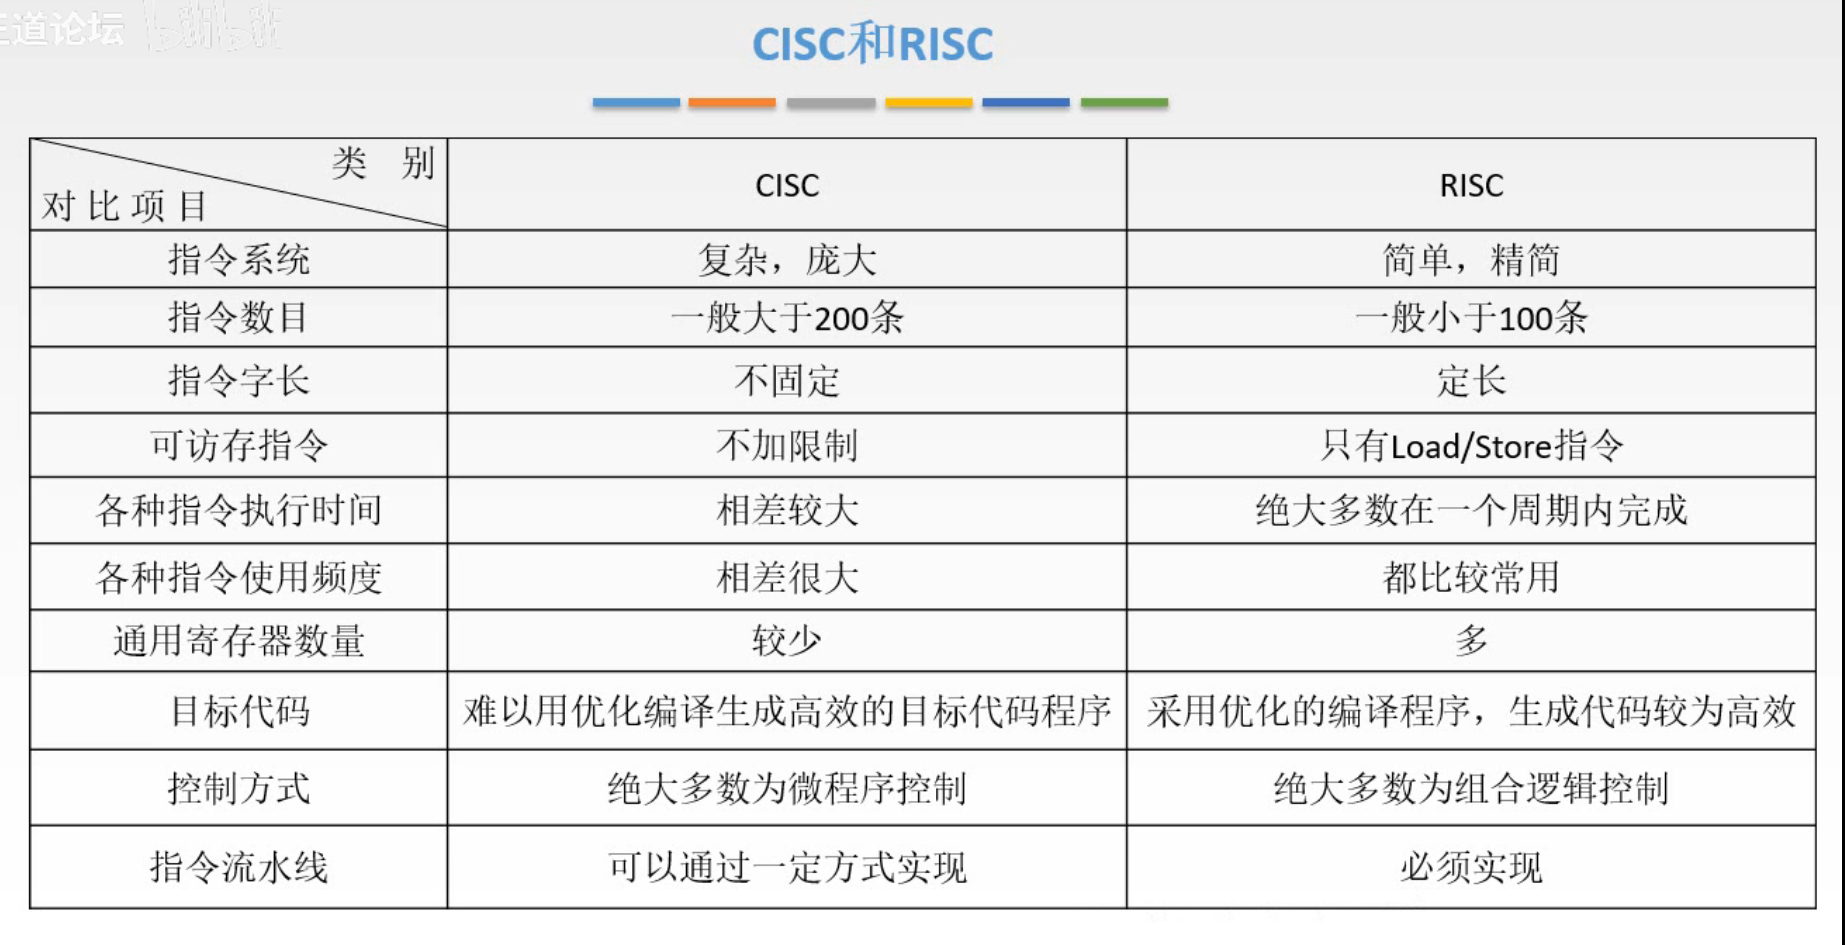 王道论坛 bilibili
CISC和RISC
类 别
对比项目
CISC
RISC
指令系统
复杂，庞大
简单，精简
指令数目
一般大于200条
一般小于100条
指令字长
不固定
定长
可访存指令
不加限制
只有Load/Store指令
各种指令执行时间
相差较大
绝大多数在一个周期内完成
各种指令使用频度
相差很大
都比较常用
通用寄存器数量
较少
多
目标代码
难以用优化编译生成高效的目标代码程序
采用优化的编译程序，生成代码较为高效
控制方式
绝大多数为微程序控制
绝大多数为组合逻辑控制
指令流水线
可以通过一定方式实现
必须实现